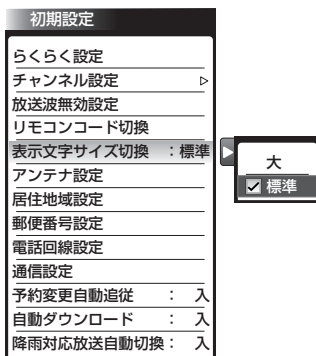 初期設定
らくらく設定
チャンネル設定
放送波無効設定
リモコンコード切換
表示文字サイズ切換 :標準
アンテナ設定
居住地域設定
郵便番号設定
電話回線設定
通信設定
予約変更自動追従 : 入
自動ダウンロード : 入
降雨対応放送自動切換: 入
大
標準